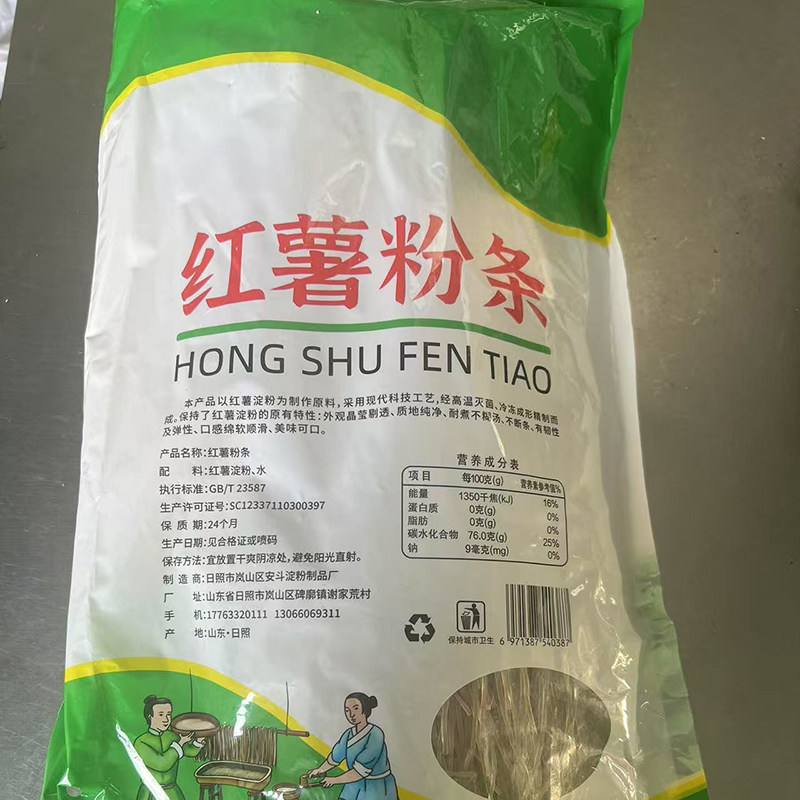 红薯粉条
HONG SHU FEN TIAO
本产品以红薯淀粉为制作原料,采用现代科技工艺,经高温灭菌、冷冻成形精制而
成。保持了红薯淀粉的原有特性:外观晶莹剔透、质地纯净、耐煮不糊汤、不断条、有韧性
及弹性、口感绵软顺滑、美味可口。
产品名称:红薯粉条
配 料:红薯淀粉、水
执行标准:GB/T 23587
生产许可证号:SC12337110300397
保 质 期:24个月
生产日期:见合格证或喷码
保存方法:宜放置干爽阴凉处,避免阳光直射。
制 造 商:日照市岚山区安斗淀粉制品厂
厂 址:山东省日照市岚山区碑廓镇谢家荒村
手 机:17763320111 13066069311
产 地:山东·日照
营养成分表
项目 每100克(g) 营养素参考值%
能量 1350千焦(kJ) 16%
蛋白质 0克(g) 0%
脂肪 0克(g) 0%
碳水化合物 76.0克(g) 25%
钠 9毫克(mg) 0%
保持城市卫生
6 971387 540387